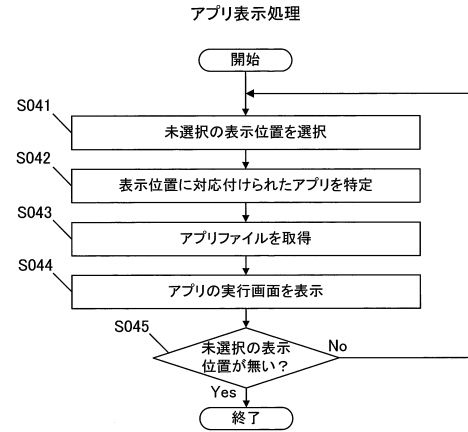 アプリ表示処理
開始
S041
未選択の表示位置を選択
S042
表示位置に対応付けられたアプリを特定
S043
アプリファイルを取得
S044
アプリの実行画面を表示
S045
未選択の表示
位置が無い？
No
Yes
終了